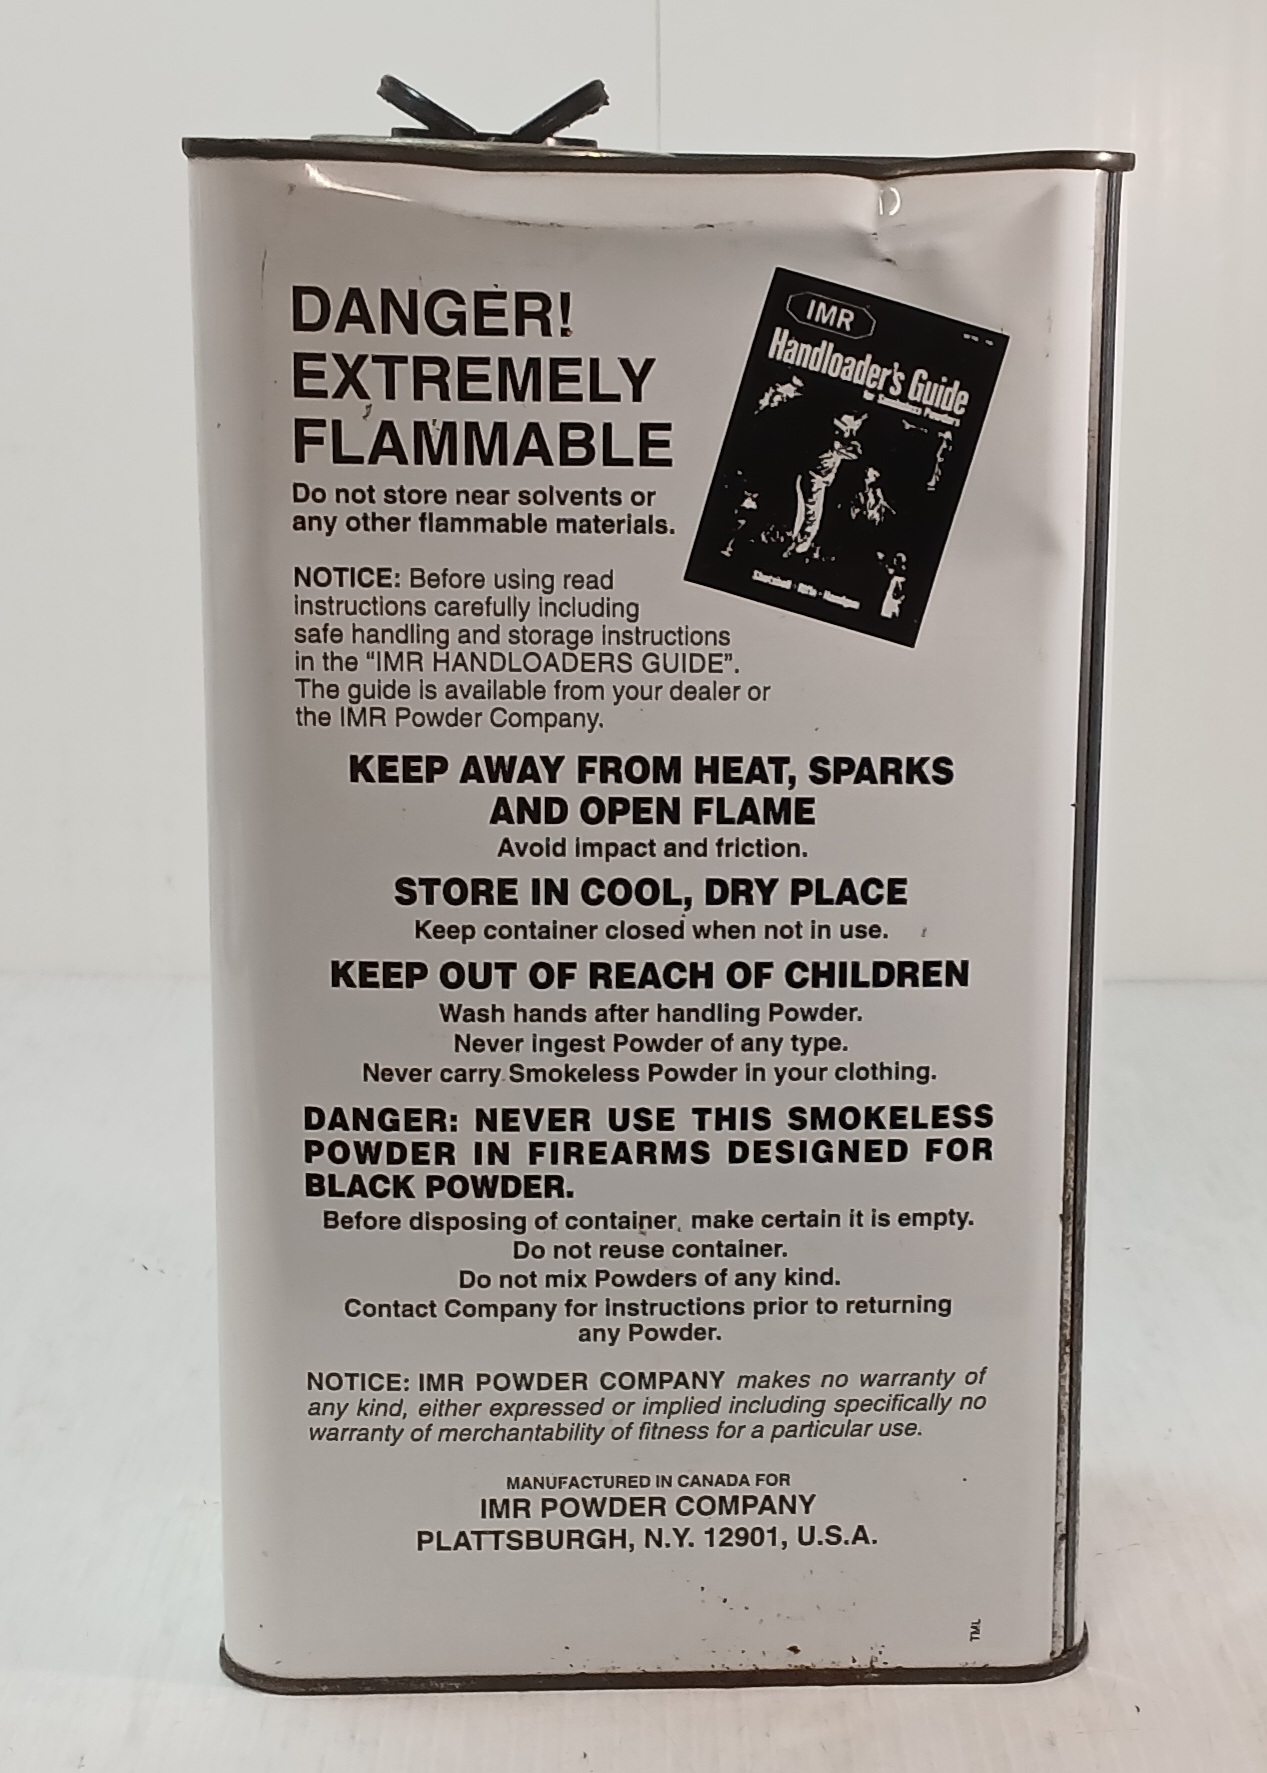 DANGER!
EXTREMELY
FLAMMABLE
Do not store near solvents or
any other flammable materials.
IMR
Handloader's Guide
for Smokeless Powders
Shotshell · Rifle · Handgun
NOTICE: Before using read
instructions carefully including
safe handling and storage instructions
in the “IMR HANDLOADERS GUIDE”.
The guide is available from your dealer or
the IMR Powder Company.
KEEP AWAY FROM HEAT, SPARKS
AND OPEN FLAME
Avoid impact and friction.
STORE IN COOL, DRY PLACE
Keep container closed when not in use.
KEEP OUT OF REACH OF CHILDREN
Wash hands after handling Powder.
Never ingest Powder of any type.
Never carry Smokeless Powder in your clothing.
DANGER: NEVER USE THIS SMOKELESS
POWDER IN FIREARMS DESIGNED FOR
BLACK POWDER.
Before disposing of container, make certain it is empty.
Do not reuse container.
Do not mix Powders of any kind.
Contact Company for instructions prior to returning
any Powder.
NOTICE: IMR POWDER COMPANY makes no warranty of
any kind, either expressed or implied including specifically no
warranty of merchantability of fitness for a particular use.
MANUFACTURED IN CANADA FOR
IMR POWDER COMPANY
PLATTSBURGH, N.Y. 12901, U.S.A.
TML